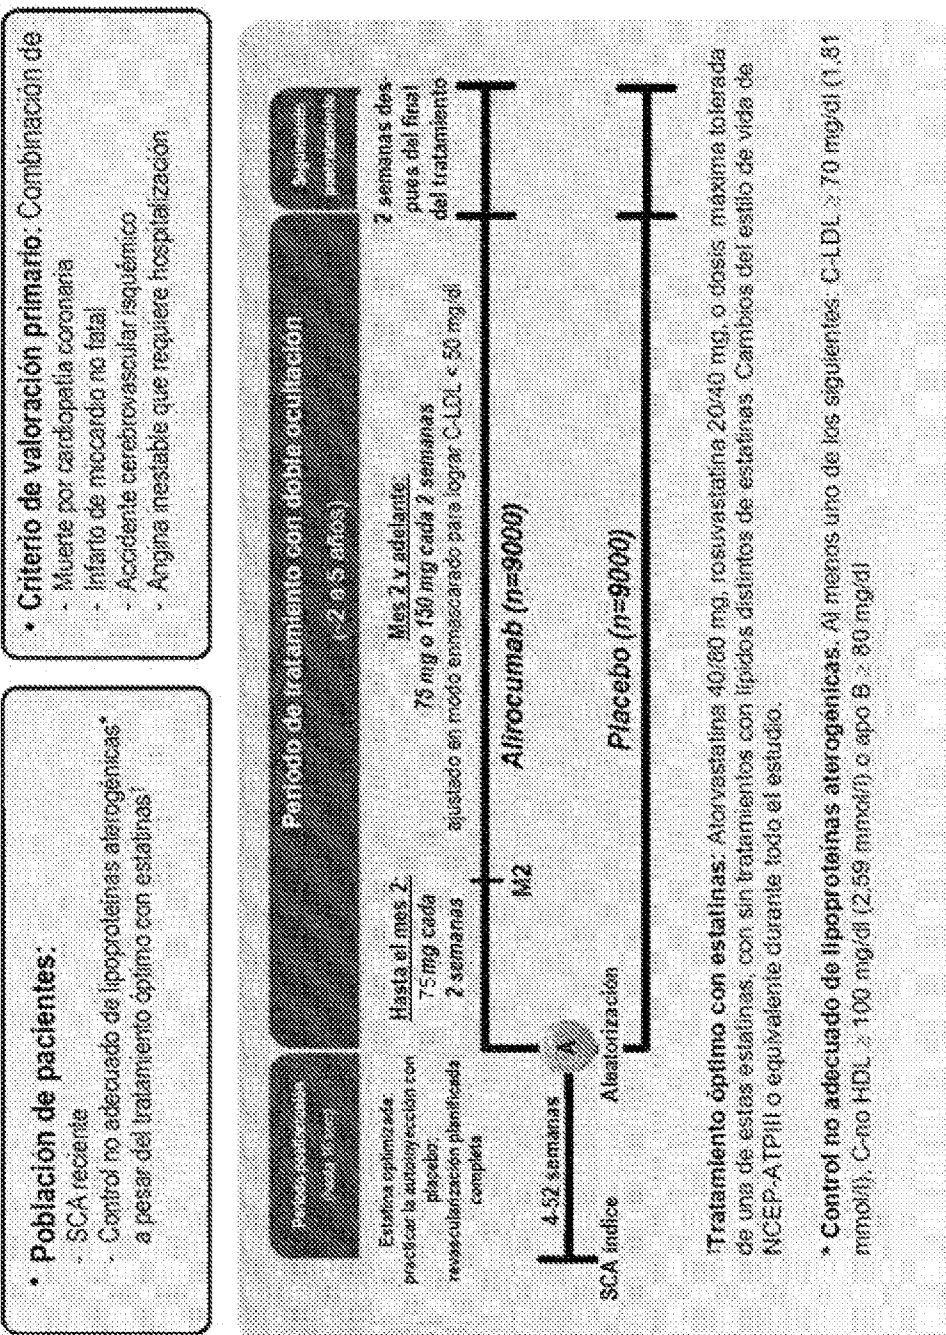 • Población de pacientes:
- SCA reciente
- Control no adecuado de lipoproteínas aterogénicas*
a pesar del tratamiento óptimo con estatinas†
• Criterio de valoración primario: Combinación de
- Muerte por cardiopatía coronaria
- Infarto de miocardio no fatal
- Accidente cerebrovascular isquémico
- Angina inestable que requiere hospitalización
Período de tratamiento con doble ocultación
(~2 a 5 años)
Estatina optimizada;
practicar la autoinyección con
placebo;
revascularización planificada
completa
Hasta el mes 2:
75 mg cada
2 semanas
Mes 2 y adelante:
75 mg o 150 mg cada 2 semanas
ajustado en modo enmascarado para lograr C-LDL < 50 mg/dl
2 semanas des-
pues del final
del tratamiento
Alirocumab (n=9000)
M2
4-52 semanas
A
SCA índice
Aleatorización
Placebo (n=9000)
†Tratamiento óptimo con estatinas: Atorvastatina 40/80 mg, rosuvastatina 20/40 mg, o dosis máxima tolerada
de una de estas estatinas, con sin tratamientos con lípidos distintos de estatinas Cambios del estilo de vida de
NCEP-ATPIII o equivalente durante todo el estudio.
* Control no adecuado de lipoproteínas aterogénicas. Al menos uno de los siguientes: C-LDL ≥ 70 mg/dl (1,81
mmol/l), C-no HDL ≥ 100 mg/dl (2,59 mmol/l) o apo B ≥ 80 mg/dl